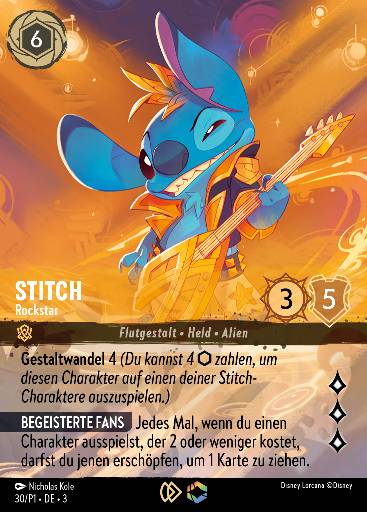 6
STITCH
Rockstar
3
5
Flutgestalt • Held • Alien
Gestaltwandel 4 (Du kannst 4 ⬡ zahlen, um
diesen Charakter auf einen deiner Stitch-
Charaktere auszuspielen.)
BEGEISTERTE FANS Jedes Mal, wenn du einen
Charakter ausspielst, der 2 oder weniger kostet,
darfst du jenen erschöpfen, um 1 Karte zu ziehen.
Nicholas Kole
30/P1 • DE • 3
Disney Lorcana ©Disney